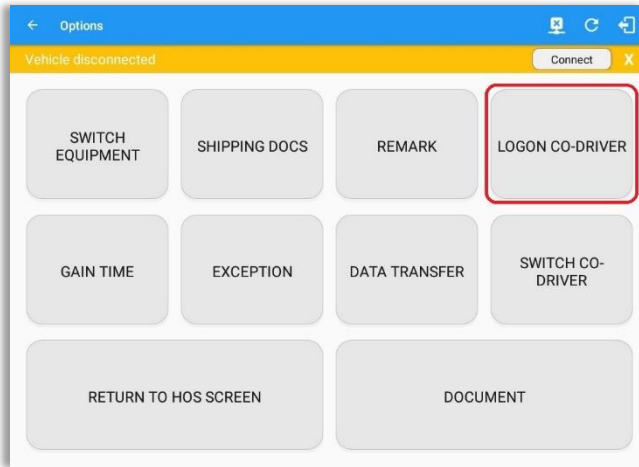 Options
Vehicle disconnected
Connect
X
SWITCH
EQUIPMENT
SHIPPING DOCS
REMARK
LOGON CO-DRIVER
GAIN TIME
EXCEPTION
DATA TRANSFER
SWITCH CO-
DRIVER
RETURN TO HOS SCREEN
DOCUMENT